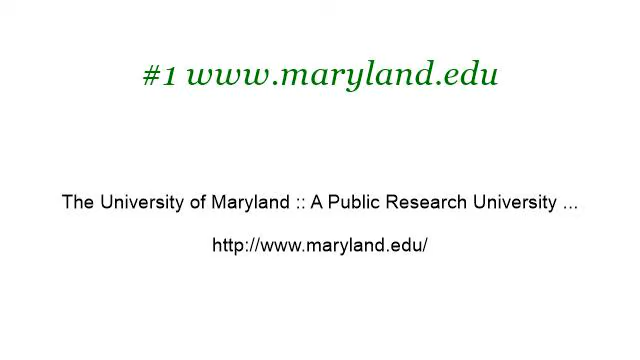 #1 www.maryland.edu
The University of Maryland :: A Public Research University ...
http://www.maryland.edu/